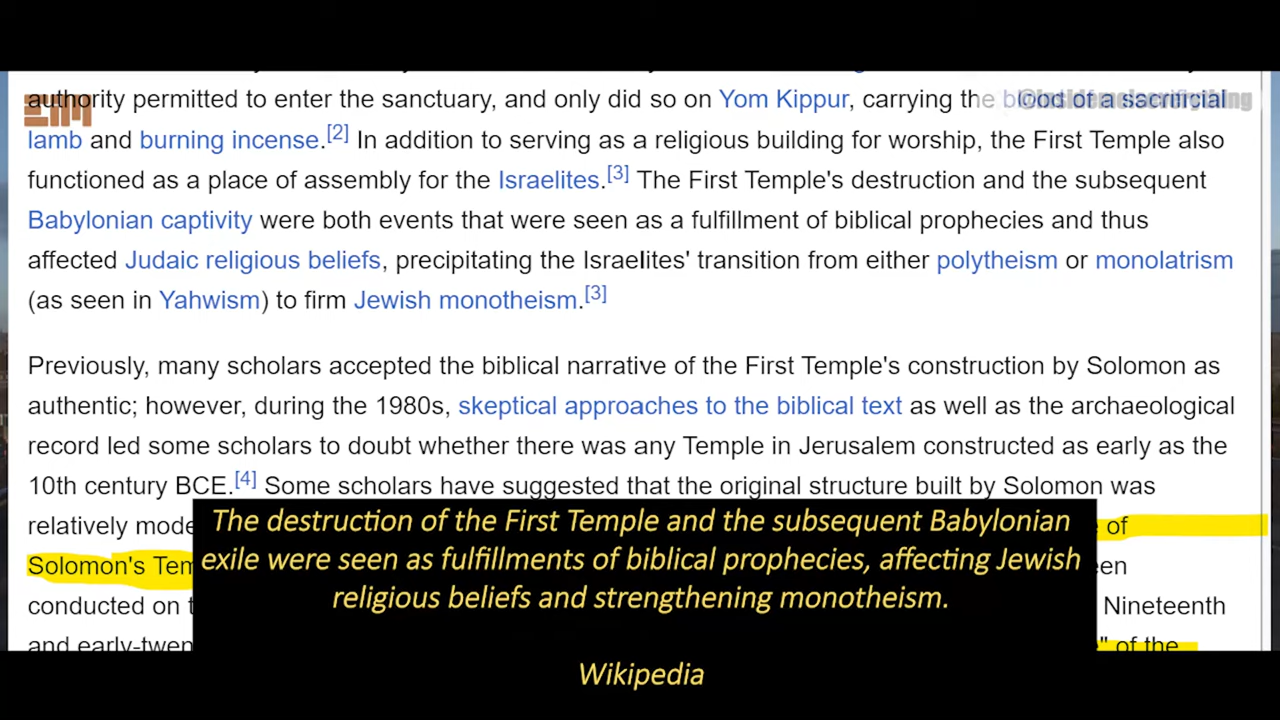 authority permitted to enter the sanctuary, and only did so on Yom Kippur, carrying the blood of a sacrificial
lamb and burning incense.[2] In addition to serving as a religious building for worship, the First Temple also
functioned as a place of assembly for the Israelites.[3] The First Temple's destruction and the subsequent
Babylonian captivity were both events that were seen as a fulfillment of biblical prophecies and thus
affected Judaic religious beliefs, precipitating the Israelites' transition from either polytheism or monolatrism
(as seen in Yahwism) to firm Jewish monotheism.[3]
Previously, many scholars accepted the biblical narrative of the First Temple's construction by Solomon as
authentic; however, during the 1980s, skeptical approaches to the biblical text as well as the archaeological
record led some scholars to doubt whether there was any Temple in Jerusalem constructed as early as the
10th century BCE.[4] Some scholars have suggested that the original structure built by Solomon was
relatively mode of
Solomon's Tem en
conducted on t Nineteenth
and early-twen " of the
The destruction of the First Temple and the subsequent Babylonian
exile were seen as fulfillments of biblical prophecies, affecting Jewish
religious beliefs and strengthening monotheism.
Wikipedia